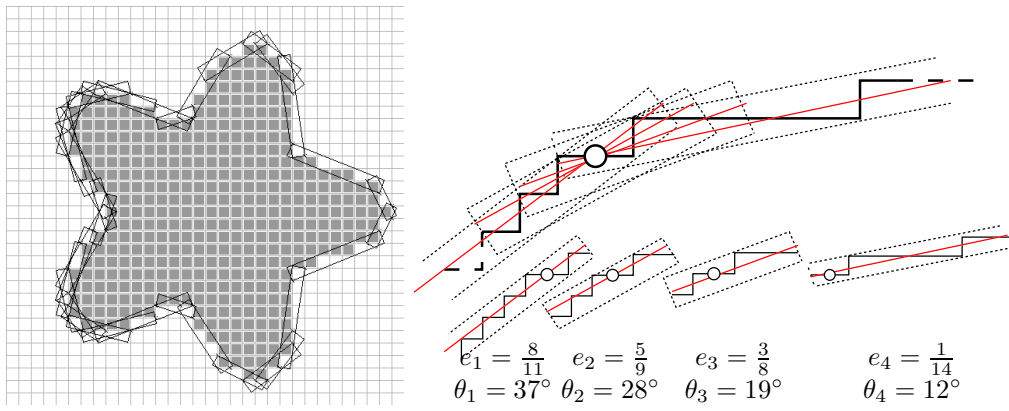 e₁ = 8/11 e₂ = 5/9 e₃ = 3/8 e₄ = 1/14
θ₁ = 37° θ₂ = 28° θ₃ = 19° θ₄ = 12°